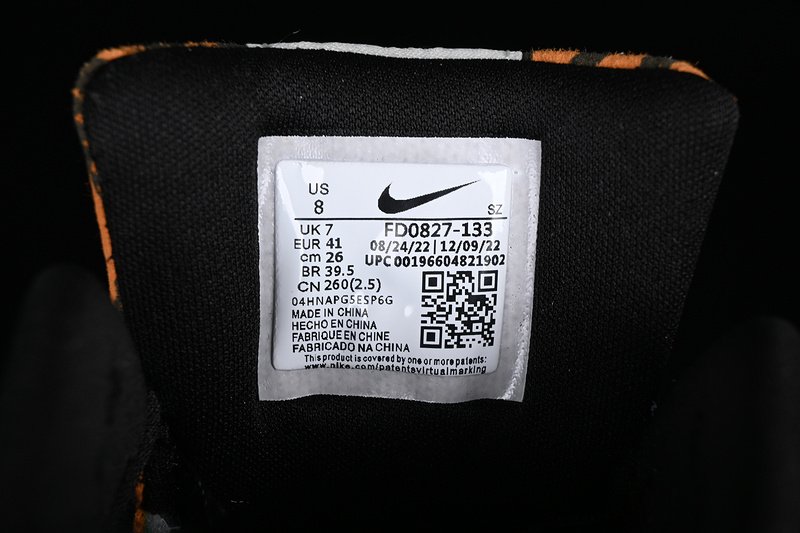 US
8
SZ
UK 7
EUR 41
cm 26
BR 39.5
CN 260(2.5)
FD0827-133
08/24/22 | 12/09/22
UPC 00196604821902
04HNAPG5ESP6G
MADE IN CHINA
HECHO EN CHINA
FABRIQUE EN CHINE
FABRICADO NA CHINA
This product is covered by one or more patents:
www.nike.com/patentsvirtualmarking